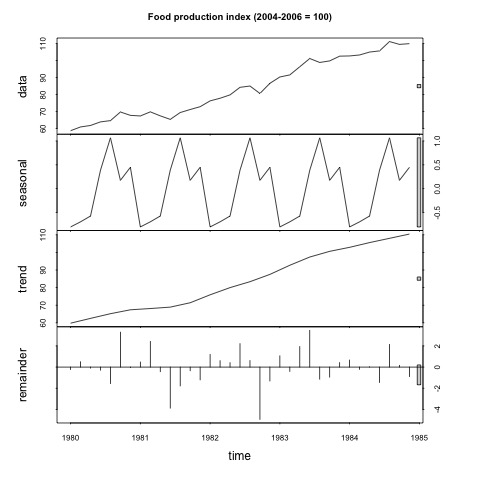 Food production index (2004-2006 = 100)
data
60 70 80 90 110
seasonal
-0.5 0.0 0.5 1.0
trend
60 70 80 90 110
remainder
-4 -2 0 2
1980 1981 1982 1983 1984 1985
time